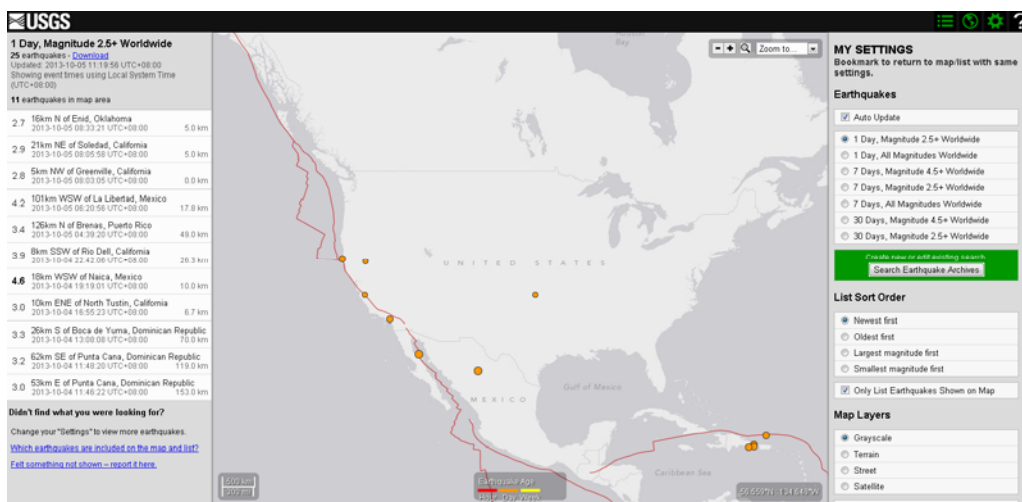 USGS
1 Day, Magnitude 2.5+ Worldwide
25 earthquakes - Download
Updated: 2013-10-05 11:19:56 UTC+08:00
Showing event times using Local System Time
(UTC+08:00)
11 earthquakes in map area
2.7 16km N of Enid, Oklahoma
2013-10-05 08:33:21 UTC+08:00 5.0 km
2.9 21km NE of Soledad, California
2013-10-05 08:05:58 UTC+08:00 5.0 km
2.8 5km NW of Greenville, California
2013-10-05 08:03:05 UTC+08:00 0.0 km
4.2 101km WSW of La Libertad, Mexico
2013-10-05 06:20:56 UTC+08:00 17.8 km
3.4 126km N of Brenas, Puerto Rico
2013-10-05 04:39:20 UTC+08:00 49.0 km
3.9 8km SSW of Rio Dell, California
2013-10-04 22:42:06 UTC+08:00 26.3 km
4.6 18km WSW of Naica, Mexico
2013-10-04 19:19:01 UTC+08:00 10.0 km
3.0 10km ENE of North Tustin, California
2013-10-04 16:55:23 UTC+08:00 6.7 km
3.3 26km S of Boca de Yuma, Dominican Republic
2013-10-04 13:08:08 UTC+08:00 70.0 km
3.2 62km SE of Punta Cana, Dominican Republic
2013-10-04 11:48:20 UTC+08:00 119.0 km
3.0 53km E of Punta Cana, Dominican Republic
2013-10-04 11:46:22 UTC+08:00 153.0 km
Didn't find what you were looking for?
Change your "Settings" to view more earthquakes.
Which earthquakes are included on the map and list?
Felt something not shown – report it here.
Bay
Zoom to...
UNITED STATES
Gulf of Mexico
MEXICO
Caribbean Sea
500 km
300 mi
Earthquake Age
Hour Day Week
56.559°N : 134.648°W
?
MY SETTINGS
Bookmark to return to map/list with same
settings.
Earthquakes
Auto Update
1 Day, Magnitude 2.5+ Worldwide
1 Day, All Magnitudes Worldwide
7 Days, Magnitude 4.5+ Worldwide
7 Days, Magnitude 2.5+ Worldwide
7 Days, All Magnitudes Worldwide
30 Days, Magnitude 4.5+ Worldwide
30 Days, Magnitude 2.5+ Worldwide
Create new or edit existing search
Search Earthquake Archives
List Sort Order
Newest first
Oldest first
Largest magnitude first
Smallest magnitude first
Only List Earthquakes Shown on Map
Map Layers
Grayscale
Terrain
Street
Satellite